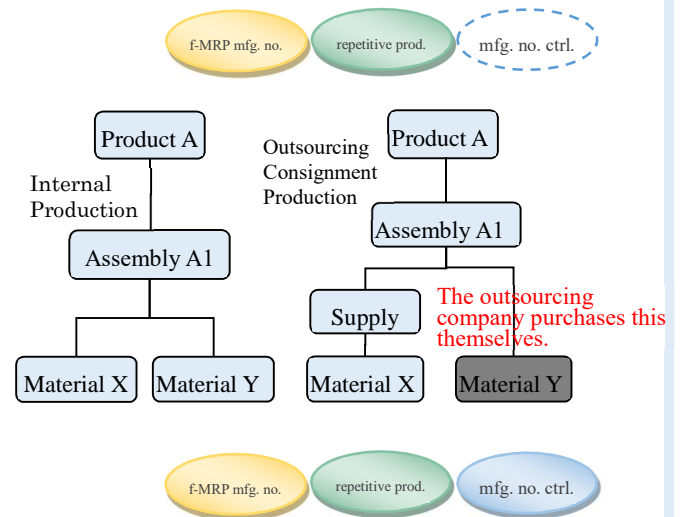 f-MRP mfg. no.
repetitive prod.
mfg. no. ctrl.
Product A
Internal
Production
Assembly A1
Material X
Material Y
Product A
Outsourcing
Consignment
Production
Assembly A1
Supply
The outsourcing
company purchases this
themselves.
Material X
Material Y
f-MRP mfg. no.
repetitive prod.
mfg. no. ctrl.